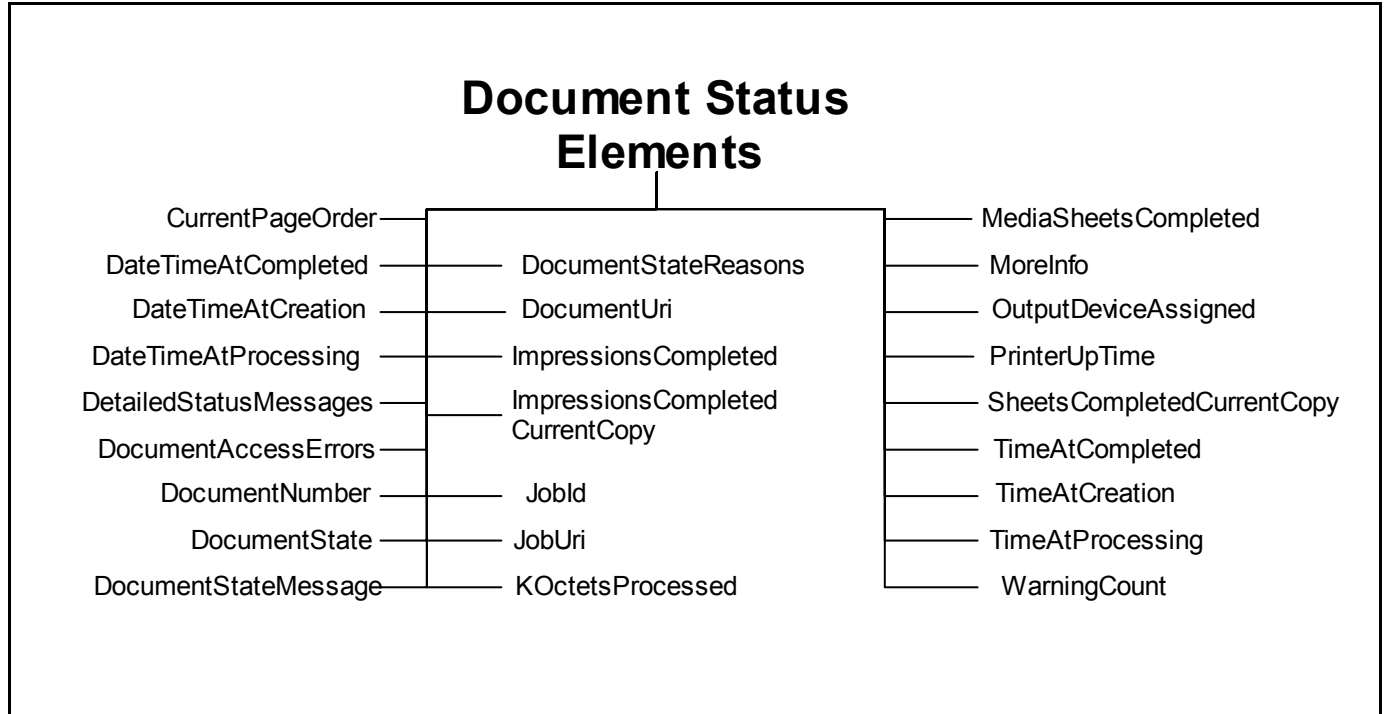 Document Status
Elements
CurrentPageOrder
DateTimeAtCompleted
DateTimeAtCreation
DateTimeAtProcessing
DetailedStatusMessages
DocumentAccessErrors
DocumentNumber
DocumentState
DocumentStateMessage
DocumentStateReasons
DocumentUri
ImpressionsCompleted
ImpressionsCompleted
CurrentCopy
JobId
JobUri
KOctetsProcessed
MediaSheetsCompleted
MoreInfo
OutputDeviceAssigned
PrinterUpTime
SheetsCompletedCurrentCopy
TimeAtCompleted
TimeAtCreation
TimeAtProcessing
WarningCount